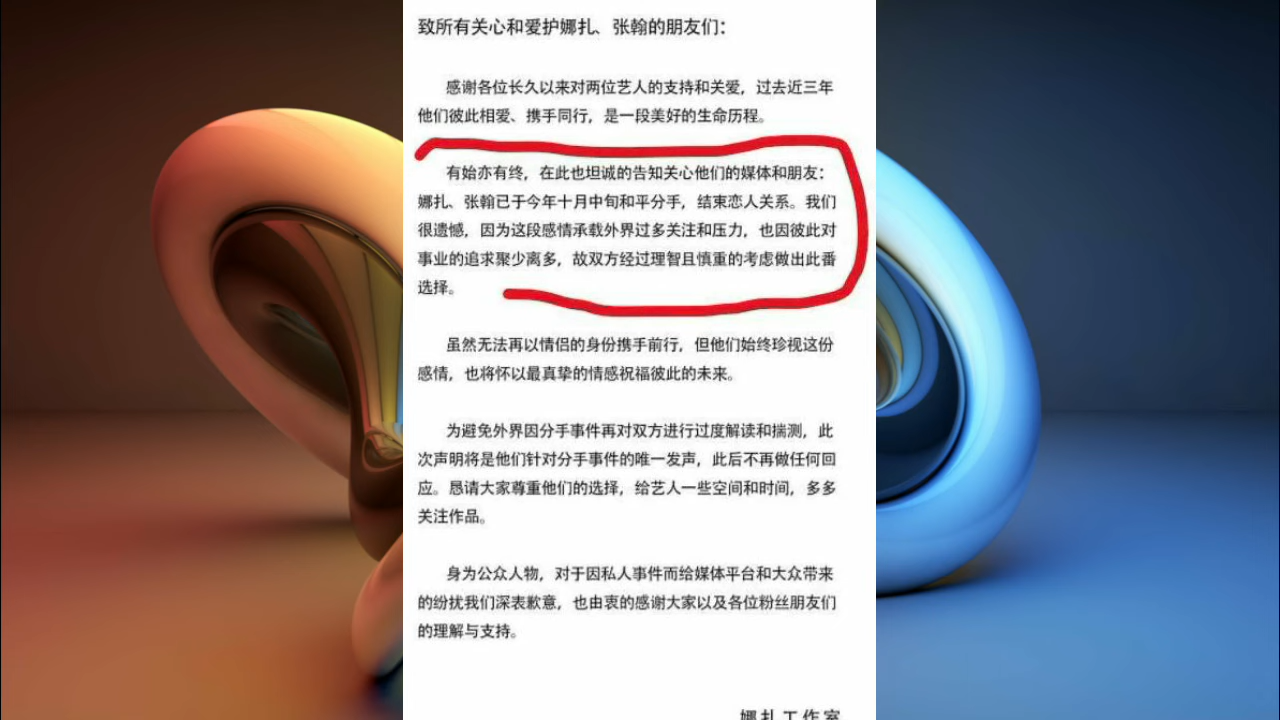 致所有关心和爱护娜扎、张翰的朋友们：
感谢各位长久以来对两位艺人的支持和关爱，过去近三年
他们彼此相爱、携手同行，是一段美好的生命历程。
有始亦有终，在此也坦诚的告知关心他们的媒体和朋友：
娜扎、张翰已于今年十月中旬和平分手，结束恋人关系。我们
很遗憾，因为这段感情承载外界过多关注和压力，也因彼此对
事业的追求聚少离多，故双方经过理智且慎重的考虑做出此番
选择。
虽然无法再以情侣的身份携手前行，但他们始终珍视这份
感情，也将怀以最真挚的情感祝福彼此的未来。
为避免外界因分手事件再对双方进行过度解读和揣测，此
次声明将是他们针对分手事件的唯一发声，此后不再做任何回
应。恳请大家尊重他们的选择，给艺人一些空间和时间，多多
关注作品。
身为公众人物，对于因私人事件而给媒体平台和大众带来
的纷扰我们深表歉意，也由衷的感谢大家以及各位粉丝朋友们
的理解与支持。
娜扎工作室